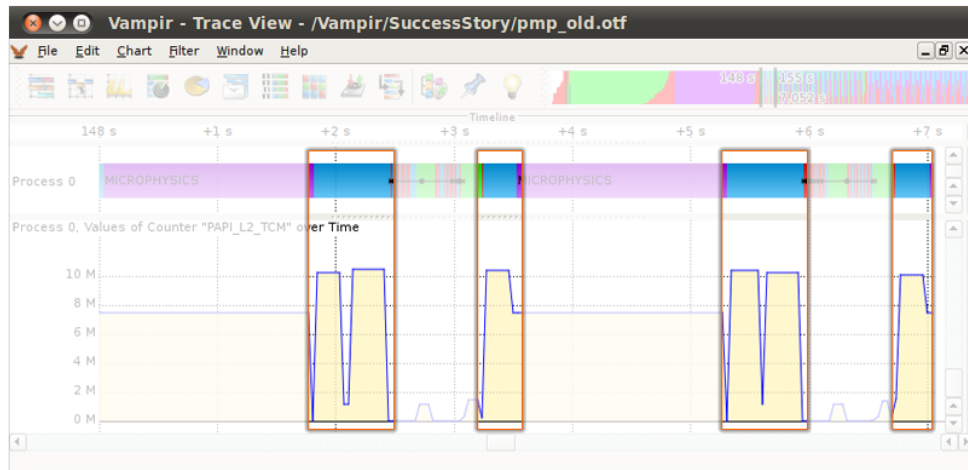 Vampir - Trace View - /Vampir/SuccessStory/pmp_old.otf
File Edit Chart Filter Window Help
148 s 155 s
7,052 s
Timeline
148 s +1 s +2 s +3 s +4 s +5 s +6 s +7 s
Process 0 MICROPHYSICS MICROPHYSICS
Process 0, Values of Counter "PAPI_L2_TCM" over Time
10 M
8 M
6 M
4 M
2 M
0 M